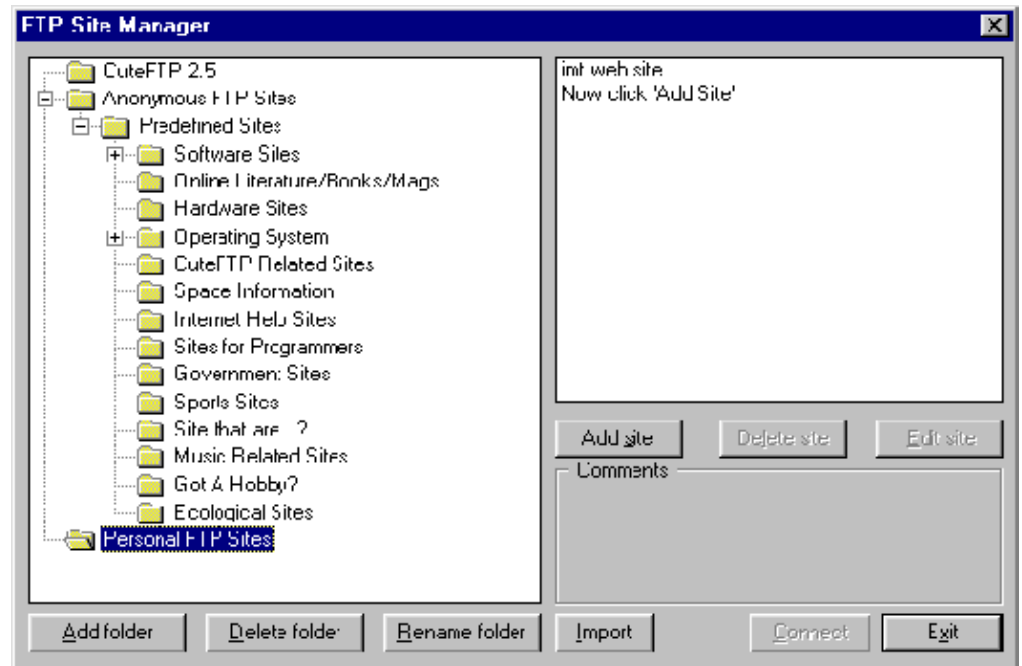 FTP Site Manager
CuteFTP 2.5
Anonymous FTP Sites
Predefined Sites
Software Sites
Online Literature/Books/Mags
Hardware Sites
Operating System
CuteFTP Related Sites
Space Information
Internet Help Sites
Sites for Programmers
Government Sites
Sports Sites
Site that are...?
Music Related Sites
Got A Hobby?
Ecological Sites
Personal FTP Sites
imt web site
Now click 'Add Site'
Add site
Delete site
Edit site
Comments
Add folder
Delete folder
Rename folder
Import
Connect
Exit